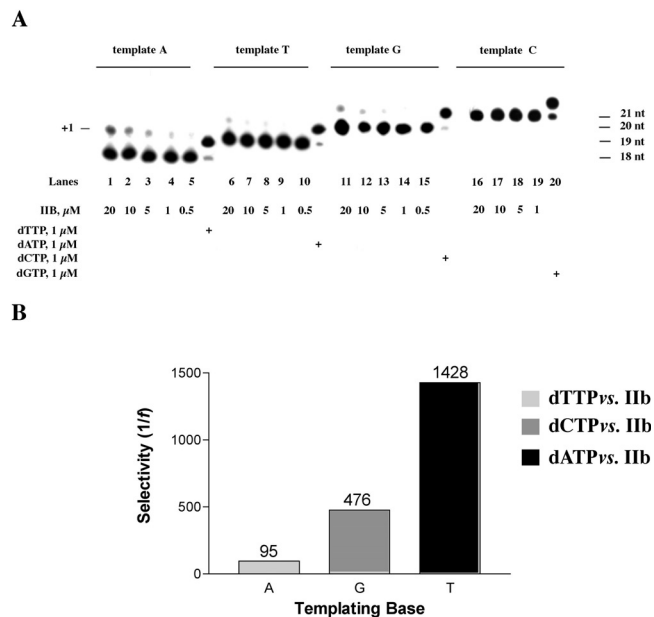 A
template A template T template G template C
+1
21 nt
20 nt
19 nt
18 nt
Lanes 1 2 3 4 5 6 7 8 9 10 11 12 13 14 15 16 17 18 19 20
IIB, µM 20 10 5 1 0.5 20 10 5 1 0.5 20 10 5 1 0.5 20 10 5 1
dTTP, 1 µM +
dATP, 1 µM +
dCTP, 1 µM +
dGTP, 1 µM +
B
Selectivity (1/f)
1500
1000
500
0
95
476
1428
A G T
Templating Base
dTTPvs. IIb
dCTPvs. IIb
dATPvs. IIb